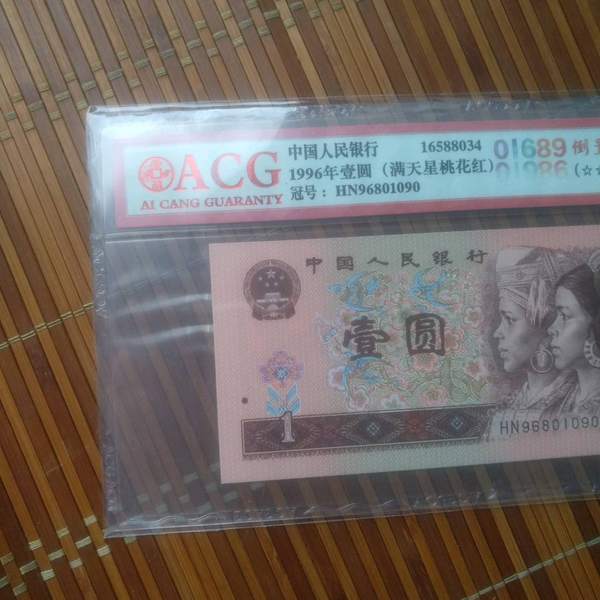 ACG
AI CANG GUARANTY
中国人民银行 16588034
1996年壹圆（满天星桃花红）
冠号：HN96801090
01689 倒
01986 (☆
中国人民银行
壹圆
1
HN96801090